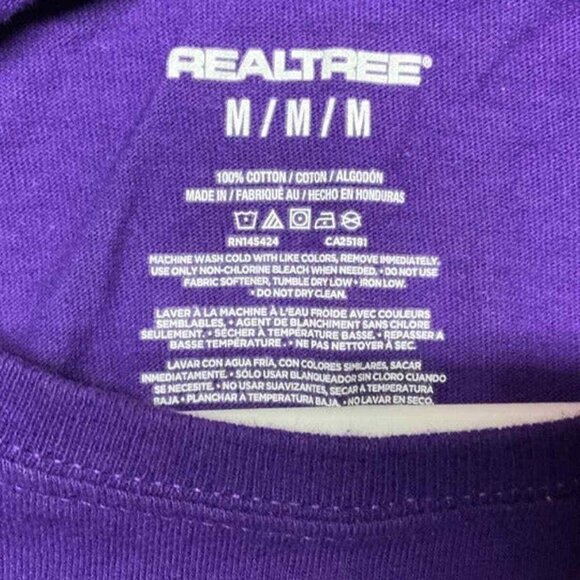 REALTREE®
M / M / M
100% COTTON / COTON / ALGODÓN
MADE IN / FABRIQUÉ AU / HECHO EN HONDURAS
RN145424 CA25181
MACHINE WASH COLD WITH LIKE COLORS, REMOVE IMMEDIATELY.
USE ONLY NON-CHLORINE BLEACH WHEN NEEDED. • DO NOT USE
FABRIC SOFTENER, TUMBLE DRY LOW • IRON LOW.
• DO NOT DRY CLEAN.
LAVER À LA MACHINE À L'EAU FROIDE AVEC COULEURS
SEMBLABLES. • AGENT DE BLANCHIMENT SANS CHLORE
SEULEMENT. • SÉCHER À TEMPÉRATURE BASSE. • REPASSER À
BASSE TEMPÉRATURE. • NE PAS NETTOYER À SEC.
LAVAR CON AGUA FRÍA, CON COLORES SIMILARES, SACAR
INMEDIATAMENTE. • SÓLO USAR BLANQUEADOR SIN CLORO CUANDO
SE NECESITE. • NO USAR SUAVIZANTES, SECAR A TEMPERATURA
BAJA. • PLANCHAR A TEMPERATURA BAJA. • NO LAVAR EN SECO.